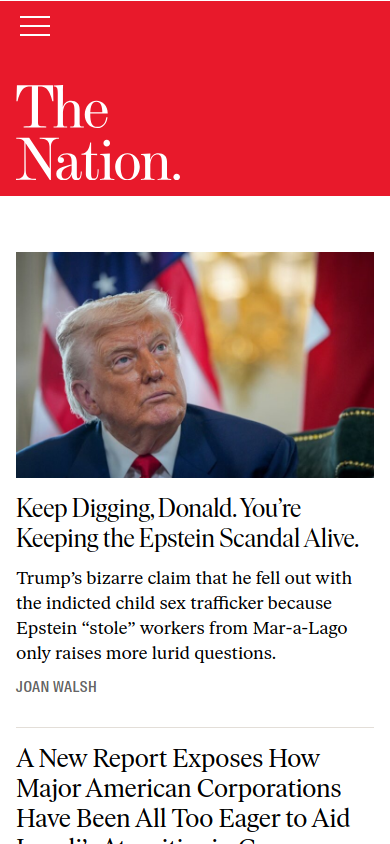 The
Nation.
Keep Digging, Donald. You’re
Keeping the Epstein Scandal Alive.
Trump’s bizarre claim that he fell out with
the indicted child sex trafficker because
Epstein “stole” workers from Mar-a-Lago
only raises more lurid questions.
JOAN WALSH
A New Report Exposes How
Major American Corporations
Have Been All Too Eager to Aid